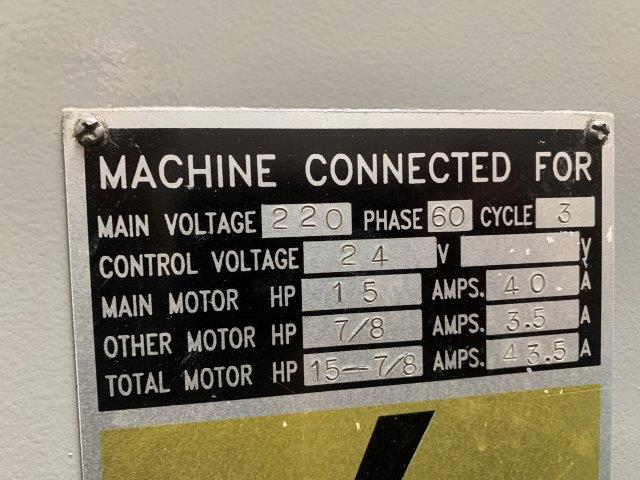 MACHINE CONNECTED FOR
MAIN VOLTAGE 220 PHASE 60 CYCLE 3
CONTROL VOLTAGE 24 V V
MAIN MOTOR HP 15 AMPS. 40 A
OTHER MOTOR HP 7/8 AMPS. 3.5 A
TOTAL MOTOR HP 15-7/8 AMPS. 43.5 A